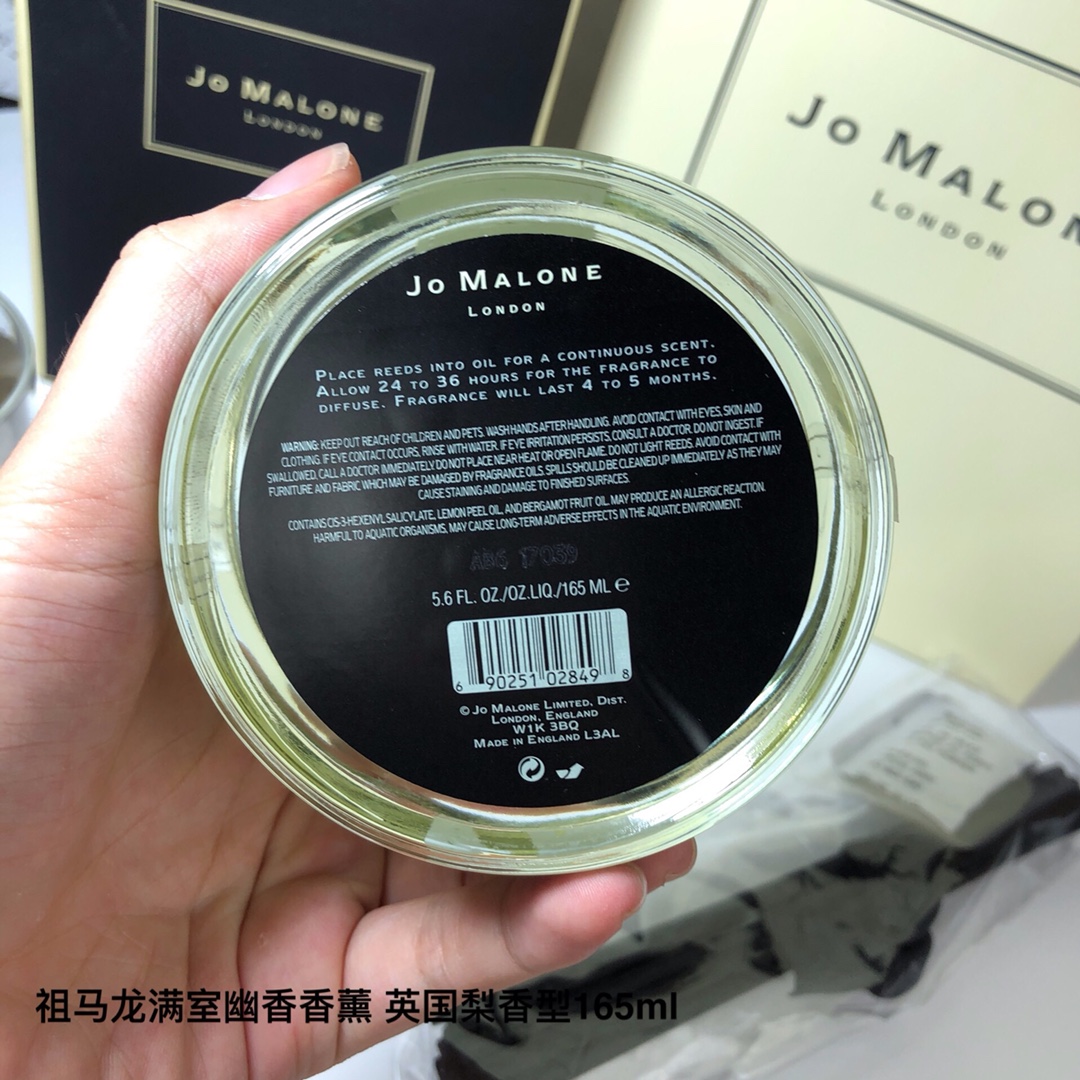 Jo Malone
London
Jo Malon
London
Jo Malone
London
Place reeds into oil for a continuous scent.
Allow 24 to 36 hours for the fragrance to
diffuse. Fragrance will last 4 to 5 months.
WARNING: KEEP OUT REACH OF CHILDREN AND PETS. WASH HANDS AFTER HANDLING. AVOID CONTACT WITH EYES, SKIN AND
CLOTHING. IF EYE CONTACT OCCURS, RINSE WITH WATER. IF EYE IRRITATION PERSISTS, CONSULT A DOCTOR. DO NOT INGEST. IF
SWALLOWED, CALL A DOCTOR IMMEDIATELY. DO NOT PLACE NEAR HEAT OR OPEN FLAME. DO NOT LIGHT REEDS. AVOID CONTACT WITH
FURNITURE AND FABRIC WHICH MAY BE DAMAGED BY FRAGRANCE OILS. SPILLS SHOULD BE CLEANED UP IMMEDIATELY AS THEY MAY
CAUSE STAINING AND DAMAGE TO FINISHED SURFACES.
CONTAINS CIS-3-HEXENYL SALICYLATE, LEMON PEEL OIL, AND BERGAMOT FRUIT OIL. MAY PRODUCE AN ALLERGIC REACTION.
HARMFUL TO AQUATIC ORGANISMS, MAY CAUSE LONG-TERM ADVERSE EFFECTS IN THE AQUATIC ENVIRONMENT.
5.6 FL. OZ./OZ.LIQ./165 ML ℮
6 90251 02849 8
© Jo Malone Limited, Dist.
London, England
W1K 3BQ
Made in England L3AL
祖马龙满室幽香香薰 英国梨香型165ml